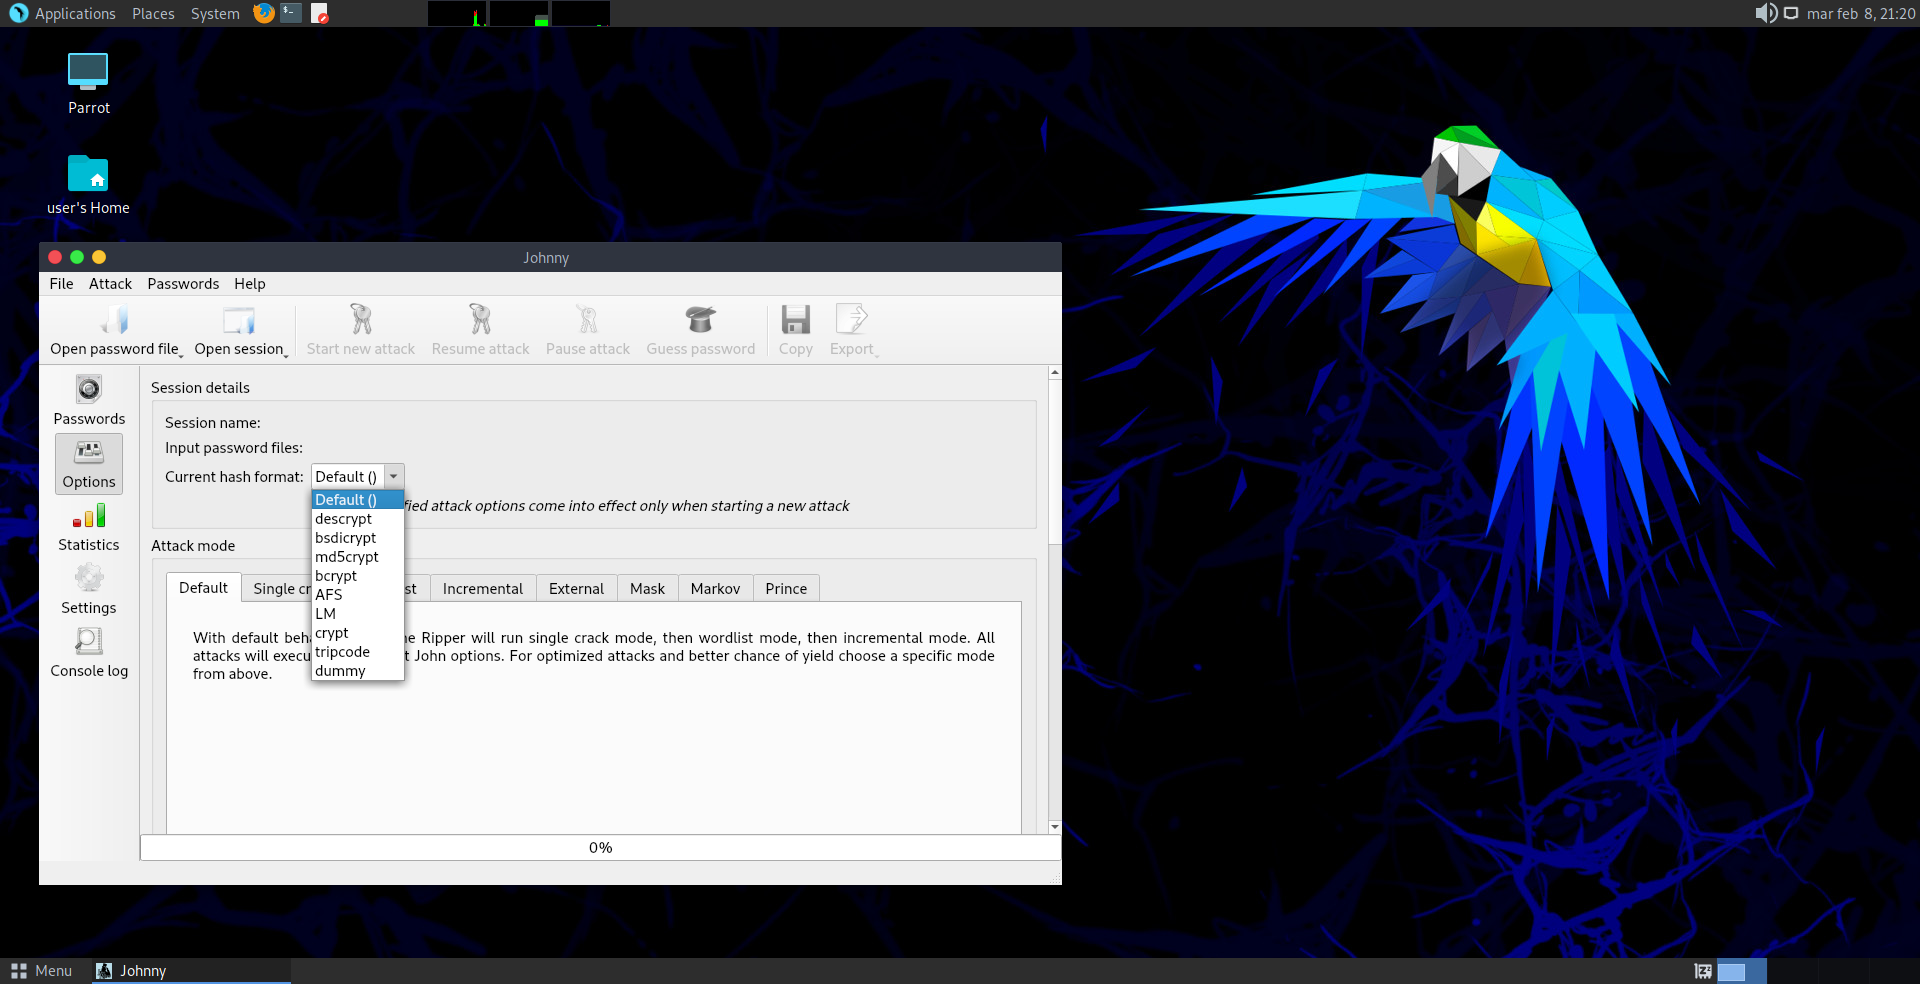 Applications Places System
mar feb 8, 21:20
Parrot
user's Home
Johnny
File Attack Passwords Help
Open password file Open session Start new attack Resume attack Pause attack Guess password Copy Export
Passwords
Options
Statistics
Settings
Console log
Session details
Session name:
Input password files:
Current hash format: Default ()
Default ()
descrypt
bsdicrypt
md5crypt
bcrypt
AFS
LM
crypt
tripcode
dummy
fied attack options come into effect only when starting a new attack
Attack mode
Default Single cr st Incremental External Mask Markov Prince
With default beha ne Ripper will run single crack mode, then wordlist mode, then incremental mode. All
attacks will execu t John options. For optimized attacks and better chance of yield choose a specific mode
from above.
0%
Menu Johnny